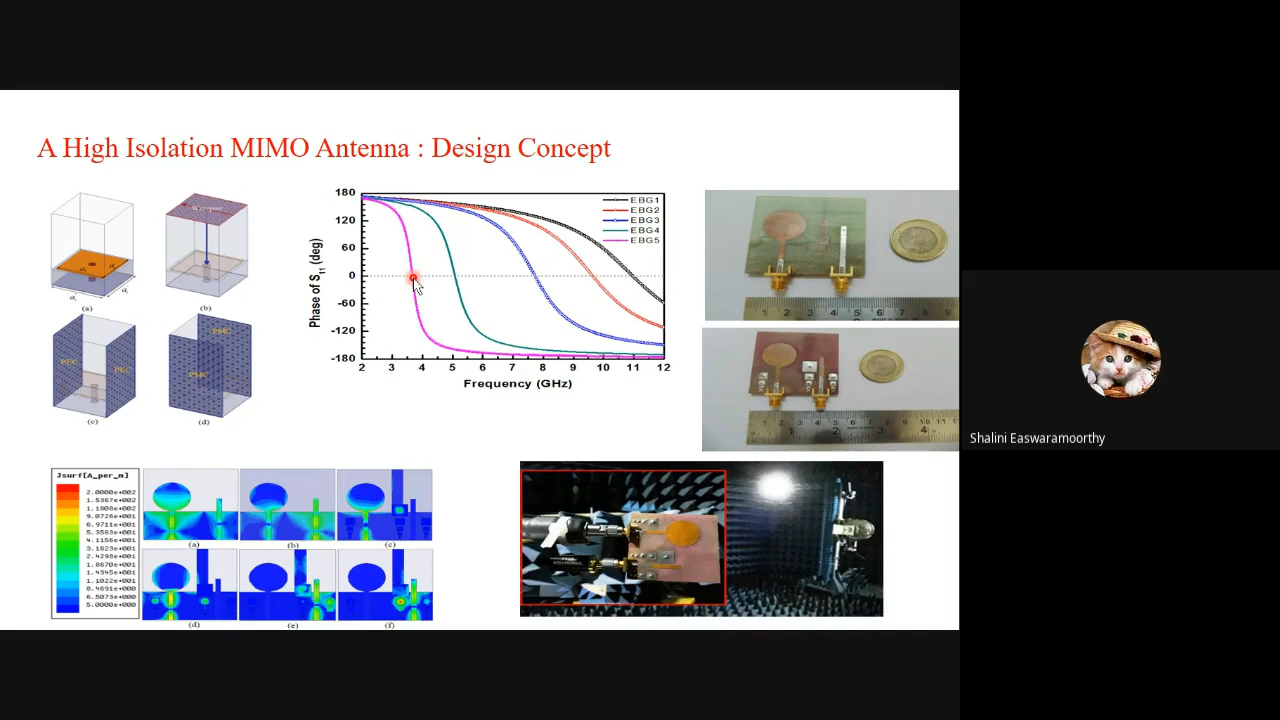 A High Isolation MIMO Antenna : Design Concept
Waveport
(a)
(b)
PEC
PEC
PMC
PMC
(c)
(d)
Phase of S11 (deg)
180
120
60
0
-60
-120
-180
EBG1
EBG2
EBG3
EBG4
EBG5
2 3 4 5 6 7 8 9 10 11 12
Frequency (GHz)
Jsurf[A_per_m]
2.0000e+002
1.5367e+002
1.1808e+002
9.0726e+001
6.9711e+001
5.3563e+001
4.1156e+001
3.1623e+001
2.4298e+001
1.8670e+001
1.4345e+001
1.1022e+001
8.4691e+000
6.5073e+000
5.0000e+000
(a)
(b)
(c)
(d)
(e)
(f)
Shalini Easwaramoorthy